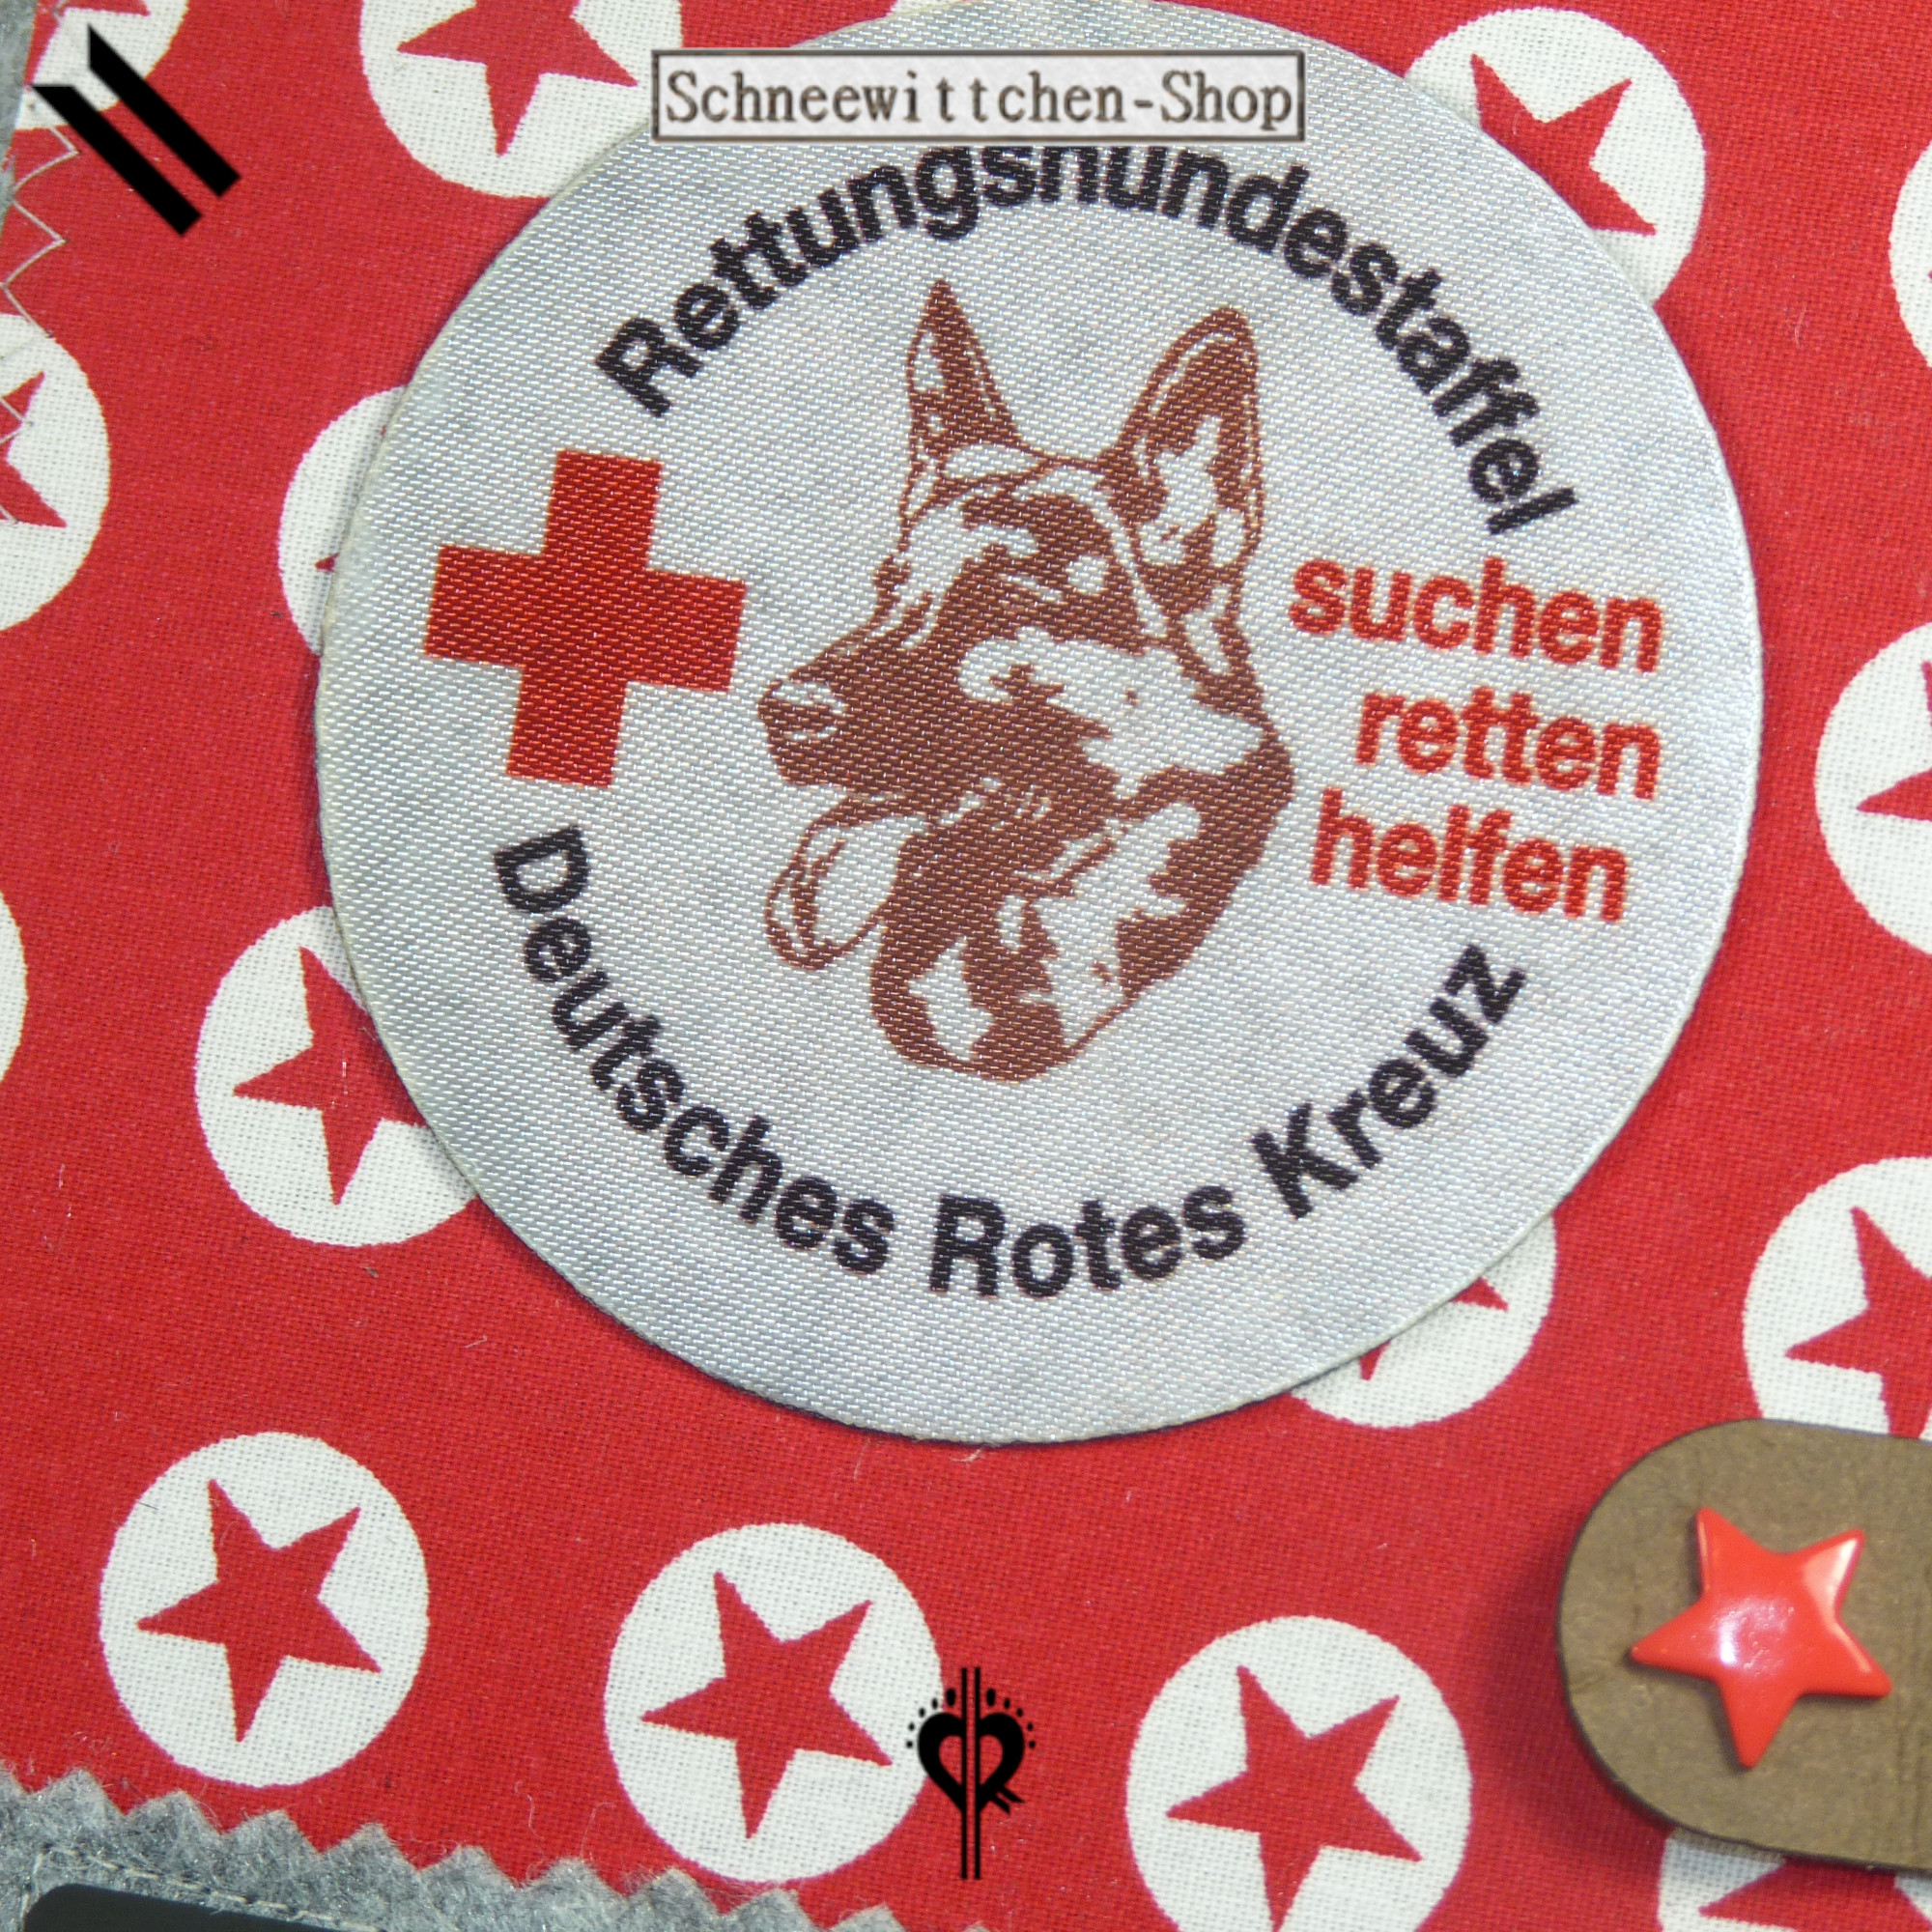 Schneewittchen-Shop
Rettungshundestaffel
suchen
retten
helfen
Deutsches Rotes Kreuz